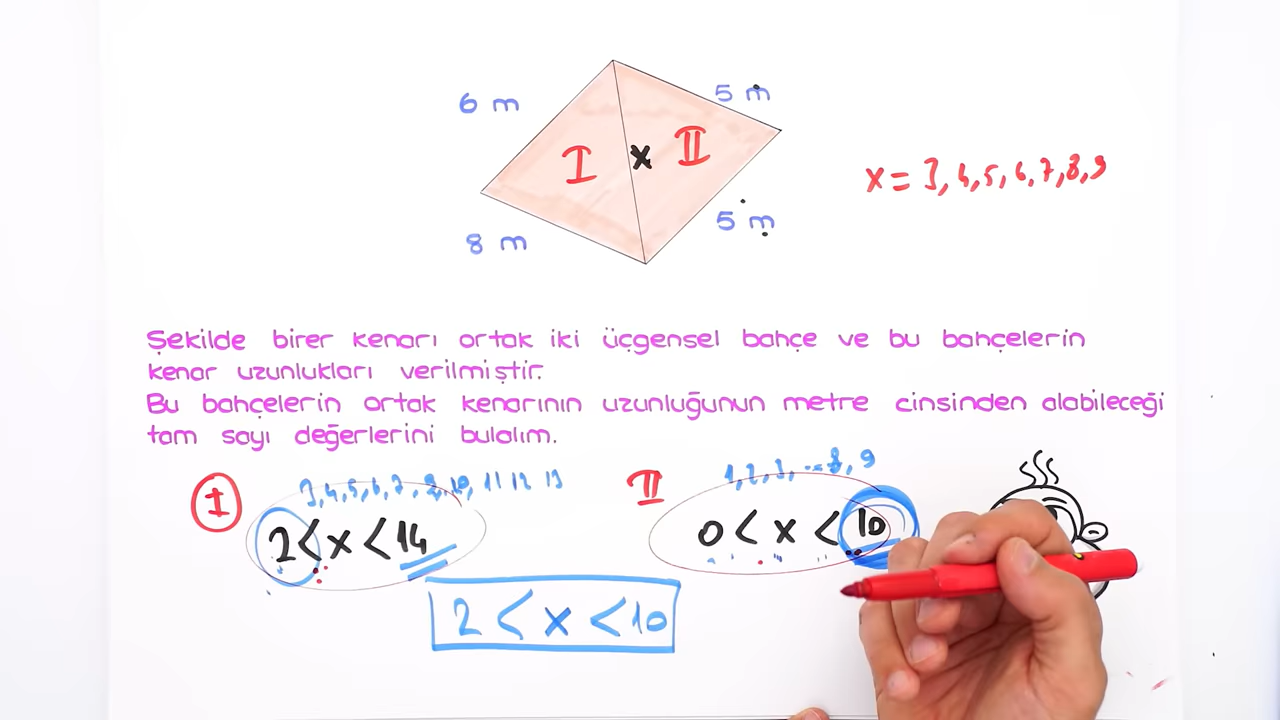 6 m
5 m
I
x
II
x = 3, 4, 5, 6, 7, 8, 9
8 m
5 m
Şekilde birer kenarı ortak iki üçgensel bahçe ve bu bahçelerin
kenar uzunlukları verilmiştir.
Bu bahçelerin ortak kenarının uzunluğunun metre cinsinden alabileceği
tam sayı değerlerini bulalım.
I
3, 4, 5, 6, 7, 11 12 13
2 < x < 14
II
1, 2, 3, ... 8, 9
0 < x < 10
2 < x < 10